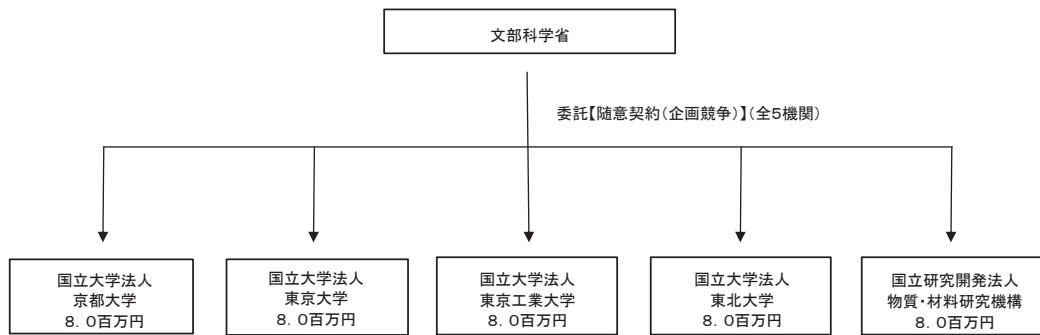 文部科学省
委託【随意契約(企画競争)】(全5機関)
国立大学法人
京都大学
8.0百万円
国立大学法人
東京大学
8.0百万円
国立大学法人
東京工業大学
8.0百万円
国立大学法人
東北大学
8.0百万円
国立研究開発法人
物質・材料研究機構
8.0百万円